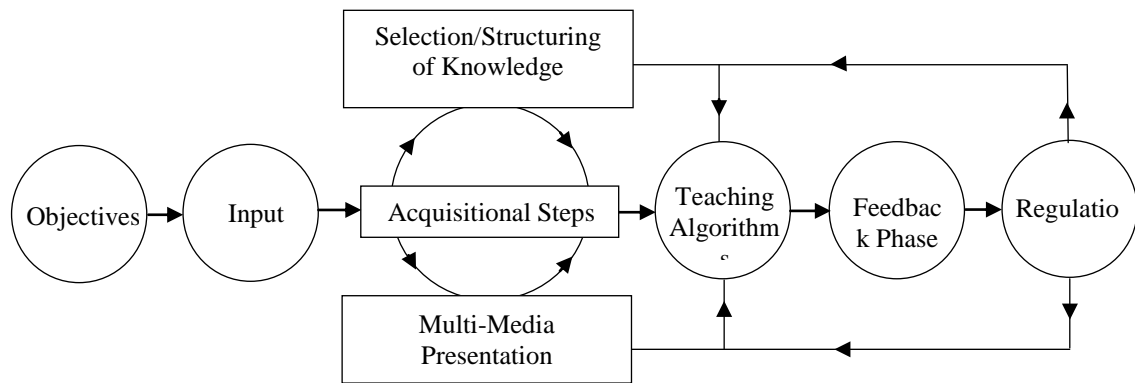 Selection/Structuring
of Knowledge
Objectives
Input
Acquisitional Steps
Teaching
Algorithm
s
Feedbac
k Phase
Regulatio
Multi-Media
Presentation